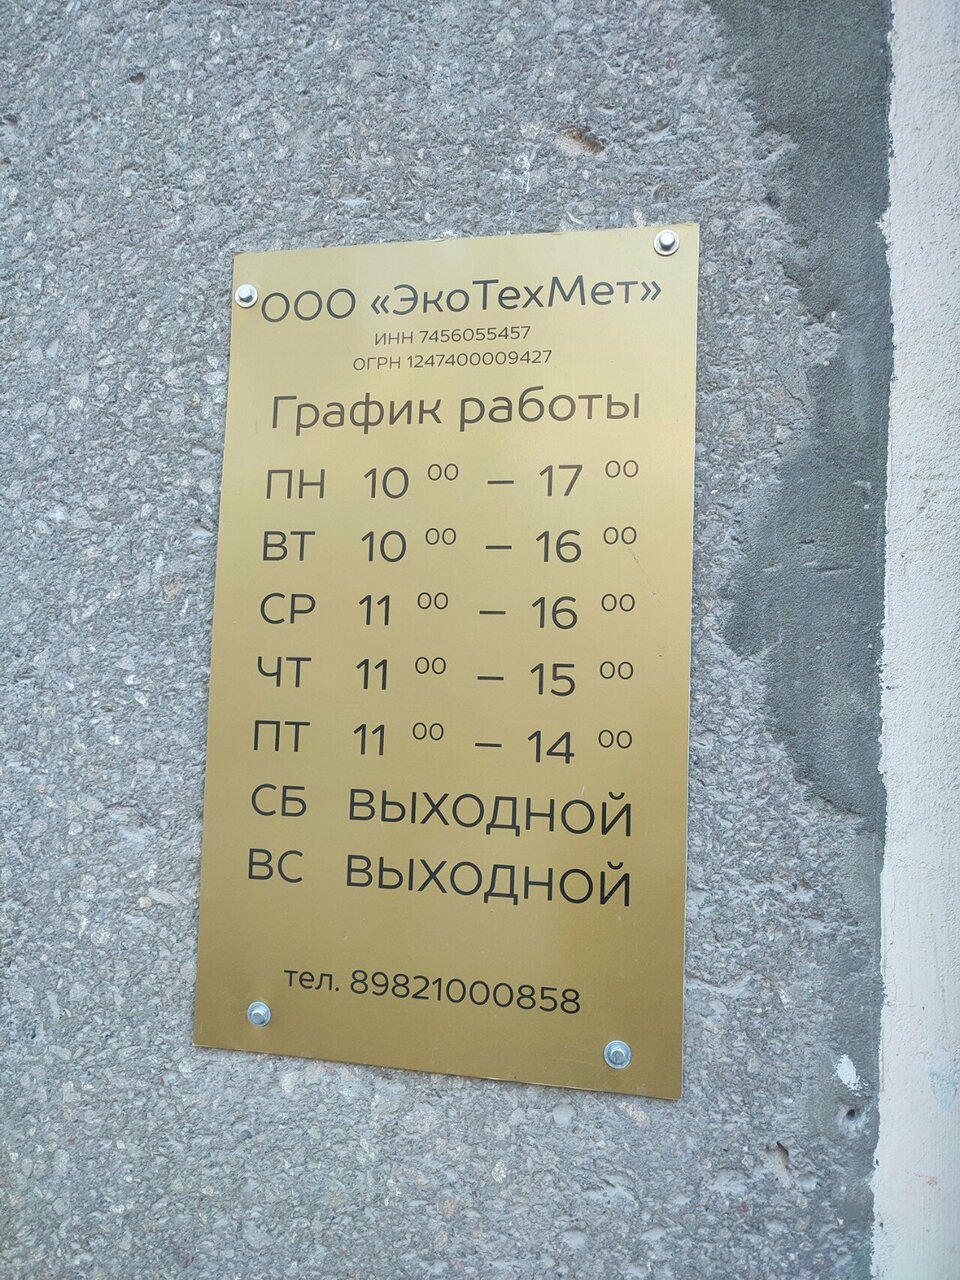 ООО «ЭкоТехМет»
ИНН 7456055457
ОГРН 1247400009427
График работы
ПН 10 00 – 17 00
ВТ 10 00 – 16 00
СР 11 00 – 16 00
ЧТ 11 00 – 15 00
ПТ 11 00 – 14 00
СБ ВЫХОДНОЙ
ВС ВЫХОДНОЙ
тел. 89821000858